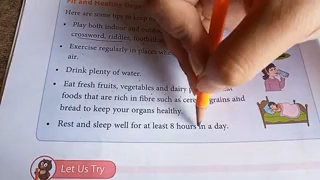 Fit and Healthy
Here are some tips to keep
• Play both indoor and
crossword, riddles,
• Exercise regularly in places
air.
• Drink plenty of water.
• Eat fresh fruits, vegetables and dairy
foods that are rich in fibre such as grains and
bread to keep your organs healthy.
• Rest and sleep well for at least 8 hours in a day.
Let Us Try